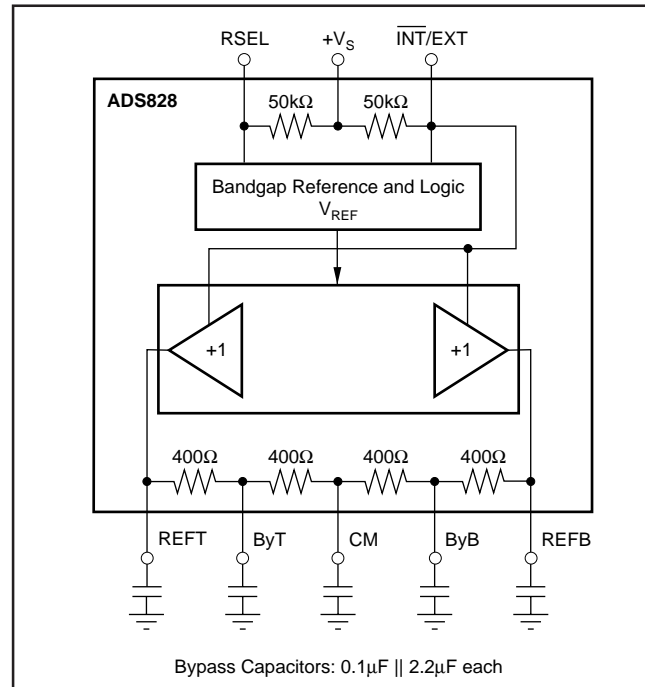 RSEL +VS INT/EXT
ADS828
50kΩ 50kΩ
Bandgap Reference and Logic
VREF
+1 +1
400Ω 400Ω 400Ω 400Ω
REFT ByT CM ByB REFB
Bypass Capacitors: 0.1µF || 2.2µF each